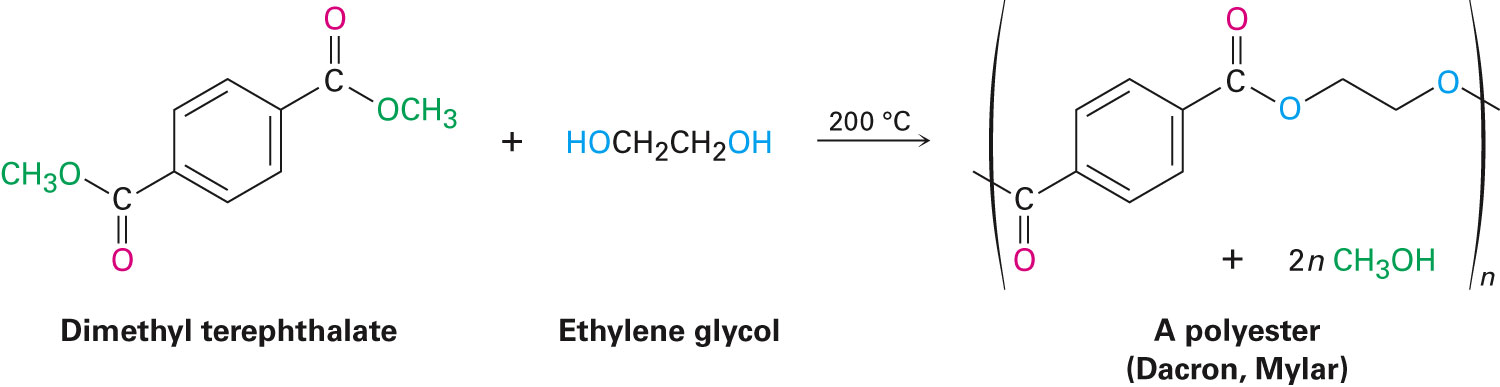 O
C
OCH₃
CH₃O
C
O
+
HOCH₂CH₂OH
200 °C
O
C
O
O
C
O
+ 2n CH₃OH
n
Dimethyl terephthalate
Ethylene glycol
A polyester
(Dacron, Mylar)